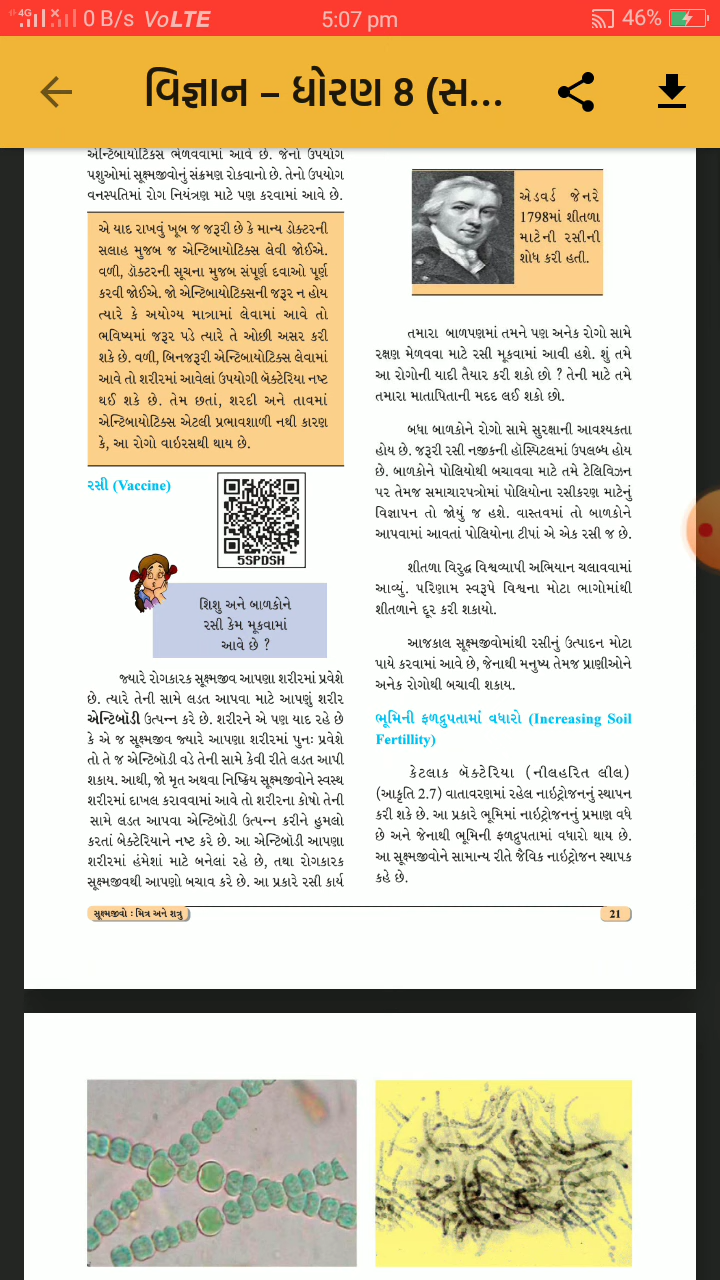 4G 0 B/s VoLTE 5:07 pm 46%
વિજ્ઞાન – ધોરણ 8 (સ...
એન્ટિબાયોટિક્સ ભેળવવામાં આવે છે. જેનો ઉપયોગ
પશુઓમાં સૂક્ષ્મજીવોનું સંક્રમણ રોકવાનો છે. તેનો ઉપયોગ
વનસ્પતિમાં રોગ નિયંત્રણ માટે પણ કરવામાં આવે છે.
એ યાદ રાખવું ખૂબ જ જરૂરી છે કે માન્ય ડોક્ટરની
સલાહ મુજબ જ એન્ટિબાયોટિક્સ લેવી જોઈએ.
વળી, ડૉક્ટરની સૂચના મુજબ સંપૂર્ણ દવાઓ પૂર્ણ
કરવી જોઈએ. જો એન્ટિબાયોટિક્સની જરૂર ન હોય
ત્યારે કે અયોગ્ય માત્રામાં લેવામાં આવે તો
ભવિષ્યમાં જરૂર પડે ત્યારે તે ઓછી અસર કરી
શકે છે. વળી, બિનજરૂરી એન્ટિબાયોટિક્સ લેવામાં
આવે તો શરીરમાં આવેલાં ઉપયોગી બૅક્ટેરિયા નષ્ટ
થઈ શકે છે. તેમ છતાં, શરદી અને તાવમાં
એન્ટિબાયોટિક્સ એટલી પ્રભાવશાળી નથી કારણ
કે, આ રોગો વાઇરસથી થાય છે.
રસી (Vaccine)
5SPDSH
શિશુ અને બાળકોને
રસી કેમ મૂકવામાં
આવે છે ?
જ્યારે રોગકારક સૂક્ષ્મજીવ આપણા શરીરમાં પ્રવેશે
છે. ત્યારે તેની સામે લડત આપવા માટે આપણું શરીર
એન્ટિબૉડી ઉત્પન્ન કરે છે. શરીરને એ પણ યાદ રહે છે
કે એ જ સૂક્ષ્મજીવ જ્યારે આપણા શરીરમાં પુનઃ પ્રવેશે
તો તે જ એન્ટિબૉડી વડે તેની સામે કેવી રીતે લડત આપી
શકાય. આથી, જો મૃત અથવા નિષ્ક્રિય સૂક્ષ્મજીવોને સ્વસ્થ
શરીરમાં દાખલ કરાવવામાં આવે તો શરીરના કોષો તેની
સામે લડત આપવા એન્ટિબૉડી ઉત્પન્ન કરીને હુમલો
કરતાં બેક્ટેરિયાને નષ્ટ કરે છે. આ એન્ટિબૉડી આપણા
શરીરમાં હંમેશાં માટે બનેલાં રહે છે, તથા રોગકારક
સૂક્ષ્મજીવથી આપણો બચાવ કરે છે. આ પ્રકારે રસી કાર્ય
એડવર્ડ જેનરે
1798માં શીતળા
માટેની રસીની
શોધ કરી હતી.
તમારા બાળપણમાં તમને પણ અનેક રોગો સામે
રક્ષણ મેળવવા માટે રસી મૂકવામાં આવી હશે. શું તમે
આ રોગોની યાદી તૈયાર કરી શકો છો ? તેની માટે તમે
તમારા માતાપિતાની મદદ લઈ શકો છો.
બધા બાળકોને રોગો સામે સુરક્ષાની આવશ્યકતા
હોય છે. જરૂરી રસી નજીકની હૉસ્પિટલમાં ઉપલબ્ધ હોય
છે. બાળકોને પોલિયોથી બચાવવા માટે તમે ટેલિવિઝન
પર તેમજ સમાચારપત્રોમાં પોલિયોના રસીકરણ માટેનું
વિજ્ઞાપન તો જોયું જ હશે. વાસ્તવમાં તો બાળકોને
આપવામાં આવતાં પોલિયોના ટીપાં એ એક રસી જ છે.
શીતળા વિરુદ્ધ વિશ્વવ્યાપી અભિયાન ચલાવવામાં
આવ્યું. પરિણામ સ્વરૂપે વિશ્વના મોટા ભાગોમાંથી
શીતળાને દૂર કરી શકાયો.
આજકાલ સૂક્ષ્મજીવોમાંથી રસીનું ઉત્પાદન મોટા
પાયે કરવામાં આવે છે, જેનાથી મનુષ્ય તેમજ પ્રાણીઓને
અનેક રોગોથી બચાવી શકાય.
ભૂમિની ફળદ્રુપતામાં વધારો (Increasing Soil
Fertillity)
કેટલાક બૅક્ટેરિયા (નીલહરિત લીલ)
(આકૃતિ 2.7) વાતાવરણમાં રહેલ નાઇટ્રોજનનું સ્થાપન
કરી શકે છે. આ પ્રકારે ભૂમિમાં નાઇટ્રોજનનું પ્રમાણ વધે
છે અને જેનાથી ભૂમિની ફળદ્રુપતામાં વધારો થાય છે.
આ સૂક્ષ્મજીવોને સામાન્ય રીતે જૈવિક નાઇટ્રોજન સ્થાપક
કહે છે.
સૂક્ષ્મજીવો : મિત્ર અને શત્રુ
21